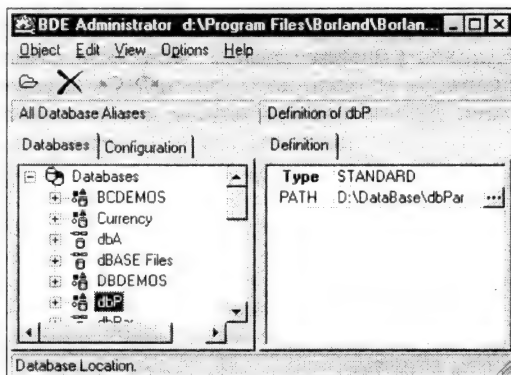 BDE Administrator d:\Program Files\Borland\Borlan...
Object Edit View Options Help
All Database Aliases
Definition of dbP
Databases Configuration
Definition
Databases
BCDEMOS
Currency
dbA
dBASE Files
DBDEMOS
dbP
Type STANDARD
PATH D:\DataBase\dbPar ...
Database Location.